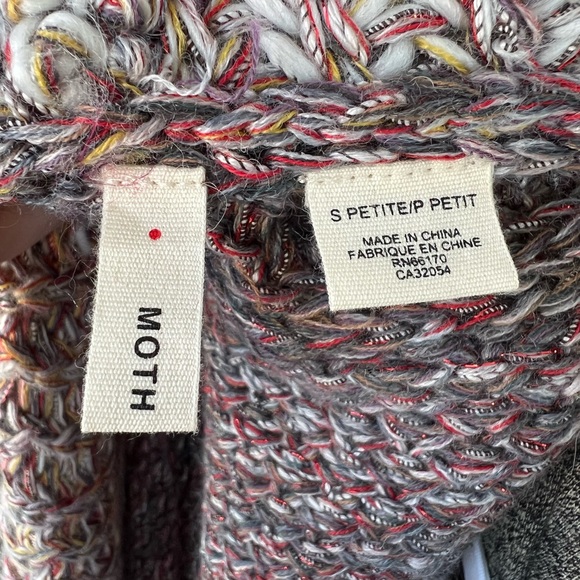 MOTH
S PETITE/P PETIT
MADE IN CHINA
FABRIQUE EN CHINE
RN66170
CA32054